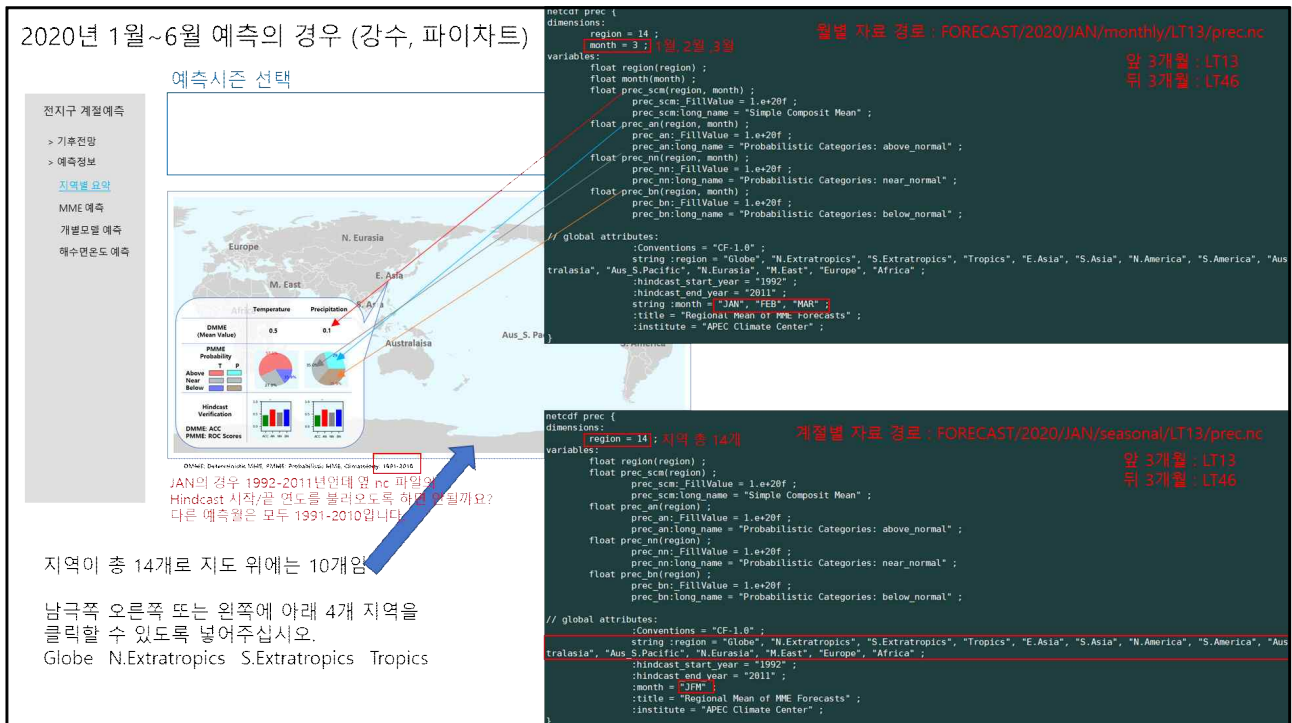 2020년 1월~6월 예측의 경우 (강수, 파이차트)
예측시즌 선택
전지구 계절예측
> 기후전망
> 예측정보
지역별 요약
MME 예측
개별모델 예측
해수면온도 예측
Europe
N. Eurasia
E. Asia
M. East
Australaisa
Temperature Precipitation
DMME
(Mean Value)
0.5 0.1
PMME
Probability
T P
Above
Near
Below
Hindcast
Verification
DMME: ACC
PMME: ROC Scores
DMME: Deterministic MME, PMME: Probabilistic MME, Climatology: 1991-2010
JAN의 경우 1992-2011년인데 옆 nc 파일의
Hindcast 시작/끝 연도를 불러오도록 하면 안될까요?
다른 예측월은 모두 1991-2010입니다
지역이 총 14개로 지도 위에는 10개임
남극쪽 오른쪽 또는 왼쪽에 아래 4개 지역을
클릭할 수 있도록 넣어주십시오.
Globe N.Extratropics S.Extratropics Tropics
netcdf prec {
dimensions:
region = 14 ;
month = 3 ; 1월, 2월 ,3월
월별 자료 경로 : FORECAST/2020/JAN/monthly/LT13/prec.nc
앞 3개월 : LT13
뒤 3개월 : LT46
variables:
float region(region) ;
float month(month) ;
float prec_scm(region, month) ;
prec_scm:_FillValue = 1.e+20f ;
prec_scm:long_name = "Simple Composit Mean" ;
float prec_an(region, month) ;
prec_an:_FillValue = 1.e+20f ;
prec_an:long_name = "Probabilistic Categories: above_normal" ;
float prec_nn(region, month) ;
prec_nn:_FillValue = 1.e+20f ;
prec_nn:long_name = "Probabilistic Categories: near_normal" ;
float prec_bn(region, month) ;
prec_bn:_FillValue = 1.e+20f ;
prec_bn:long_name = "Probabilistic Categories: below_normal" ;
// global attributes:
:Conventions = "CF-1.0" ;
string :region = "Globe", "N.Extratropics", "S.Extratropics", "Tropics", "E.Asia", "S.Asia", "N.America", "S.America", "Aus
tralasia", "Aus_S.Pacific", "N.Eurasia", "M.East", "Europe", "Africa" ;
:hindcast_start_year = "1992" ;
:hindcast_end_year = "2011" ;
string :month = "JAN", "FEB", "MAR" ;
:title = "Regional Mean of MME Forecasts" ;
:institute = "APEC Climate Center" ;
}
netcdf prec {
dimensions:
region = 14 ; 지역 총 14개
계절별 자료 경로 : FORECAST/2020/JAN/seasonal/LT13/prec.nc
앞 3개월 : LT13
뒤 3개월 : LT46
variables:
float region(region) ;
float prec_scm(region) ;
prec_scm:_FillValue = 1.e+20f ;
prec_scm:long_name = "Simple Composit Mean" ;
float prec_an(region) ;
prec_an:_FillValue = 1.e+20f ;
prec_an:long_name = "Probabilistic Categories: above_normal" ;
float prec_nn(region) ;
prec_nn:_FillValue = 1.e+20f ;
prec_nn:long_name = "Probabilistic Categories: near_normal" ;
float prec_bn(region) ;
prec_bn:_FillValue = 1.e+20f ;
prec_bn:long_name = "Probabilistic Categories: below_normal" ;
// global attributes:
:Conventions = "CF-1.0" ;
string :region = "Globe", "N.Extratropics", "S.Extratropics", "Tropics", "E.Asia", "S.Asia", "N.America", "S.America", "Aus
tralasia", "Aus_S.Pacific", "N.Eurasia", "M.East", "Europe", "Africa" ;
:hindcast_start_year = "1992" ;
:hindcast_end_year = "2011" ;
:month = "JFM" ;
:title = "Regional Mean of MME Forecasts" ;
:institute = "APEC Climate Center" ;
}